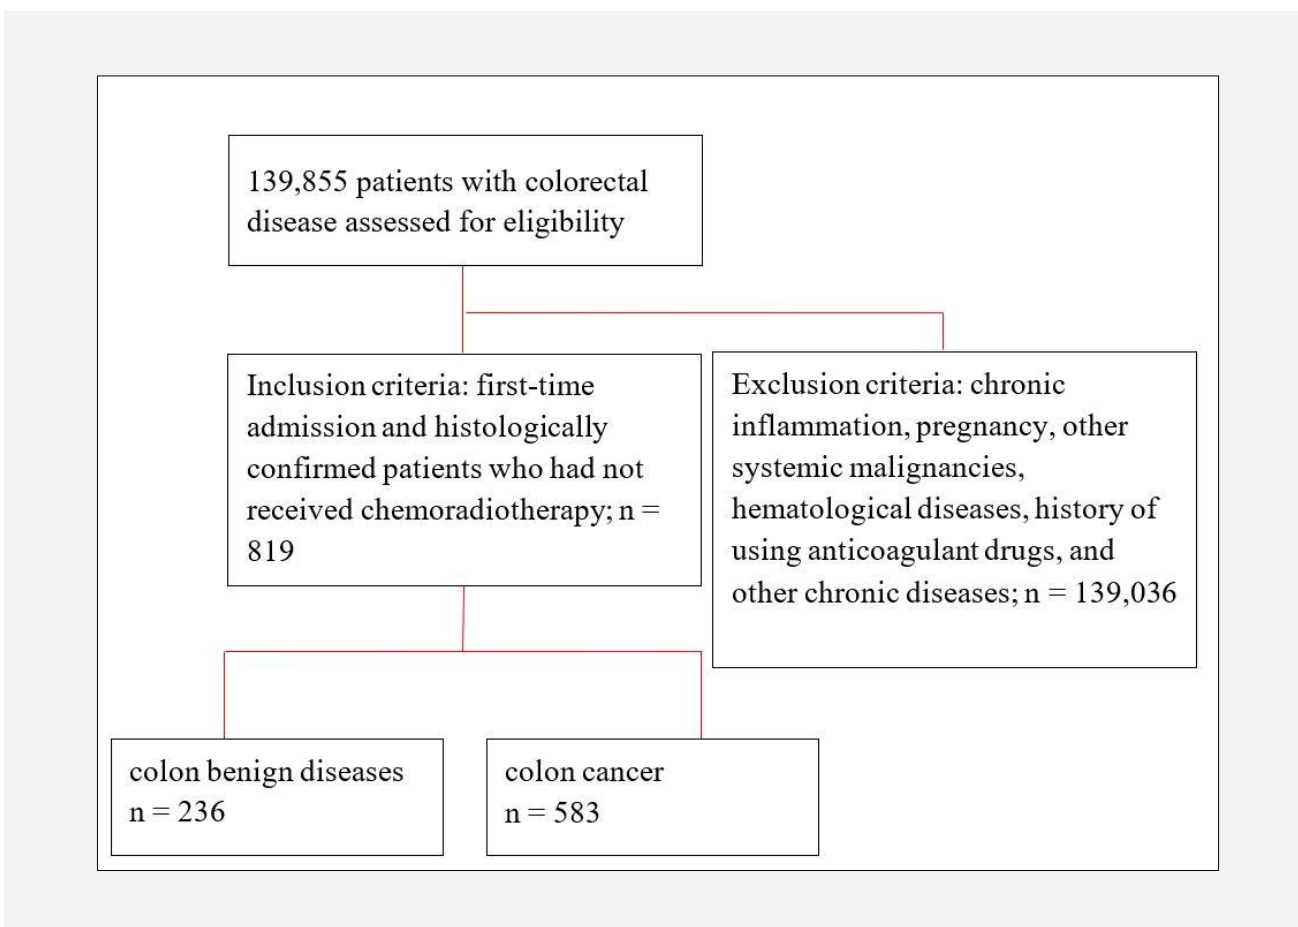 139,855 patients with colorectal
disease assessed for eligibility
Inclusion criteria: first-time
admission and histologically
confirmed patients who had not
received chemoradiotherapy; n =
819
Exclusion criteria: chronic
inflammation, pregnancy, other
systemic malignancies,
hematological diseases, history of
using anticoagulant drugs, and
other chronic diseases; n = 139,036
colon benign diseases
n = 236
colon cancer
n = 583